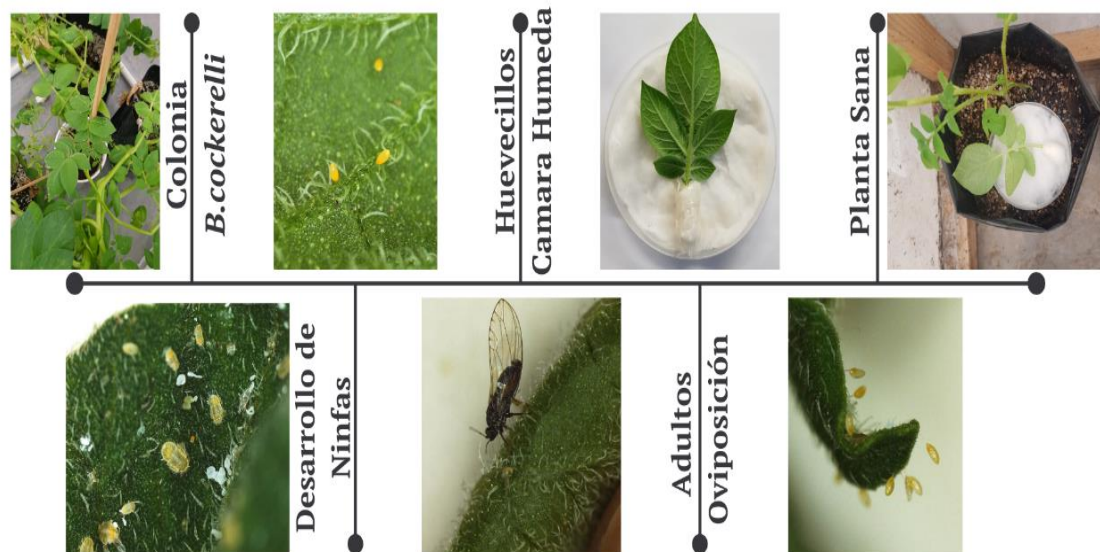 Colonia
B.cockerelli
Desarrollo de
Ninfas
Huevecillos
Camara Humeda
Adultos
Oviposición
Planta Sana